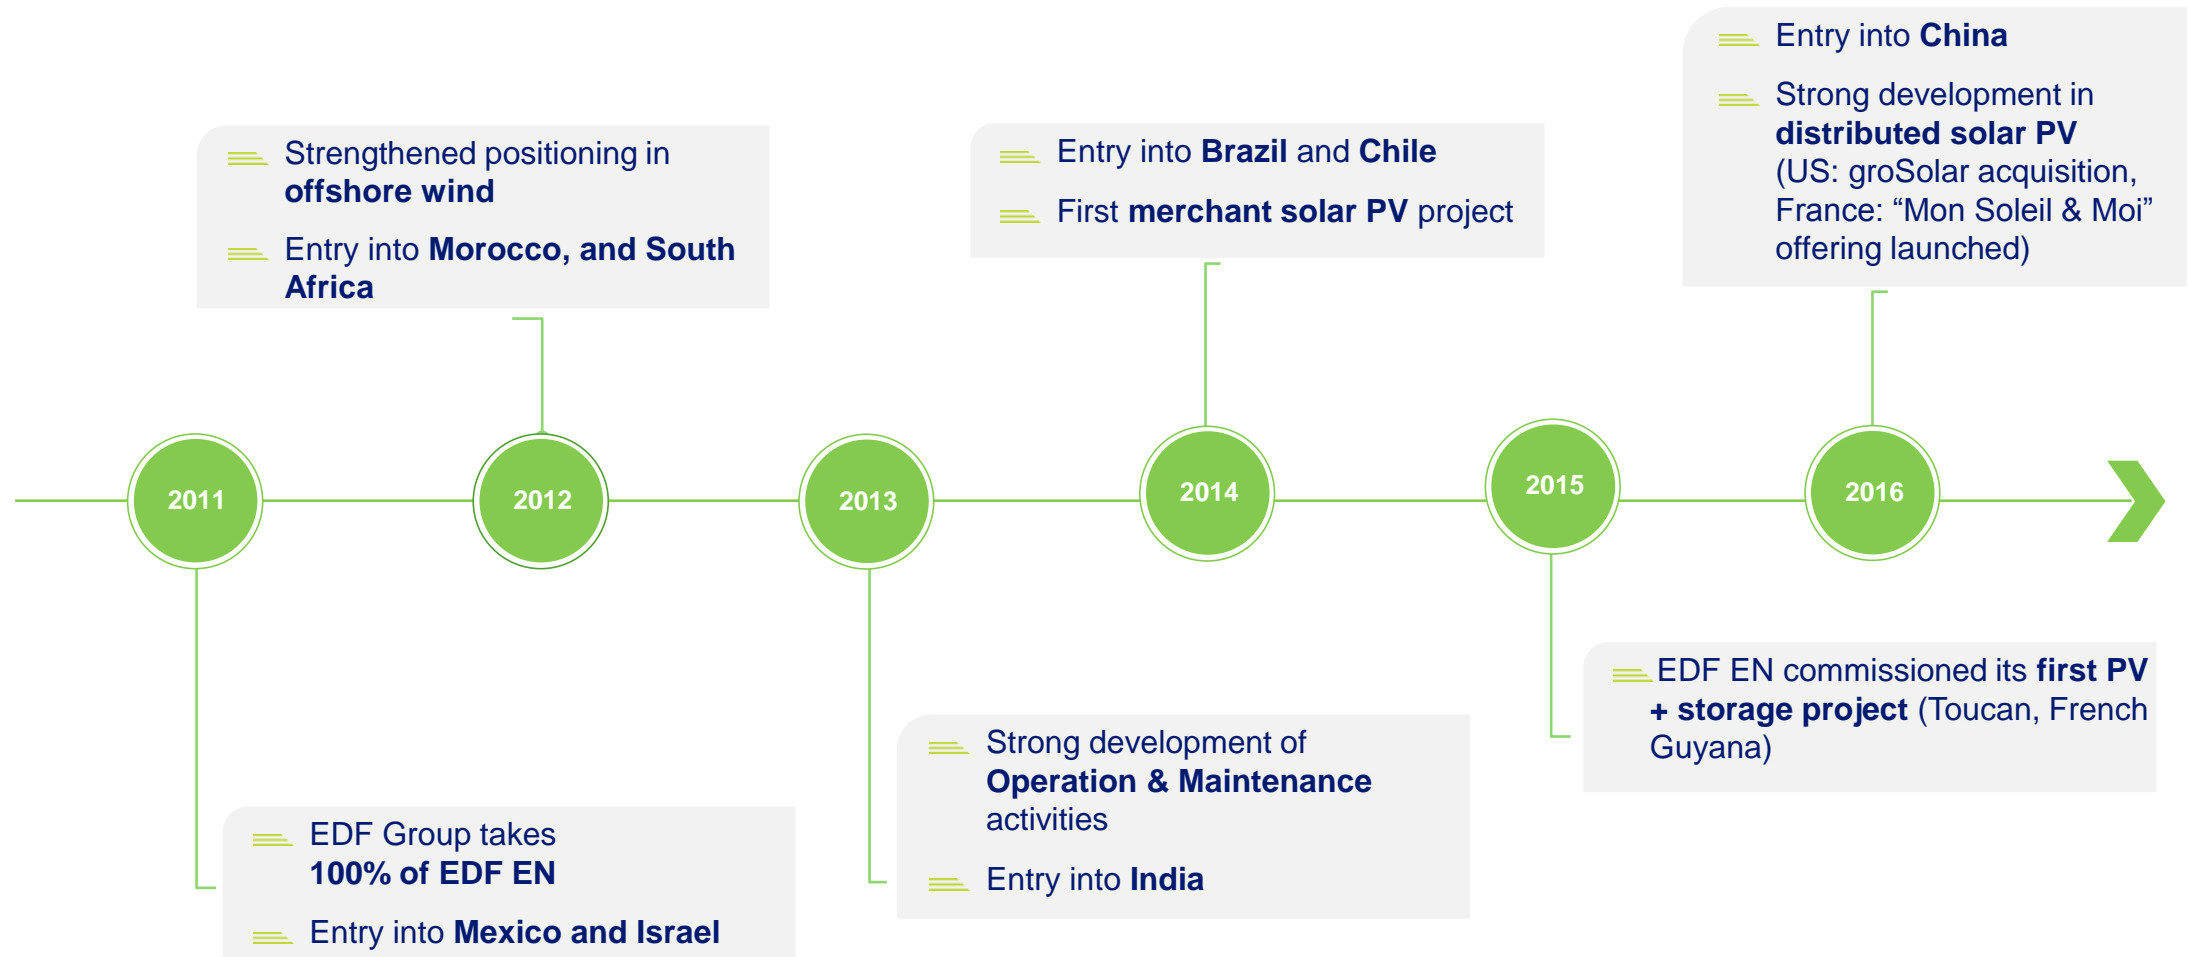 Entry into China
Strong development in
distributed solar PV
(US: groSolar acquisition,
France: “Mon Soleil & Moi”
offering launched)
Strengthened positioning in
offshore wind
Entry into Morocco, and South
Africa
Entry into Brazil and Chile
First merchant solar PV project
2011
2012
2013
2014
2015
2016
EDF Group takes
100% of EDF EN
Entry into Mexico and Israel
Strong development of
Operation & Maintenance
activities
Entry into India
EDF EN commissioned its first PV
+ storage project (Toucan, French
Guyana)